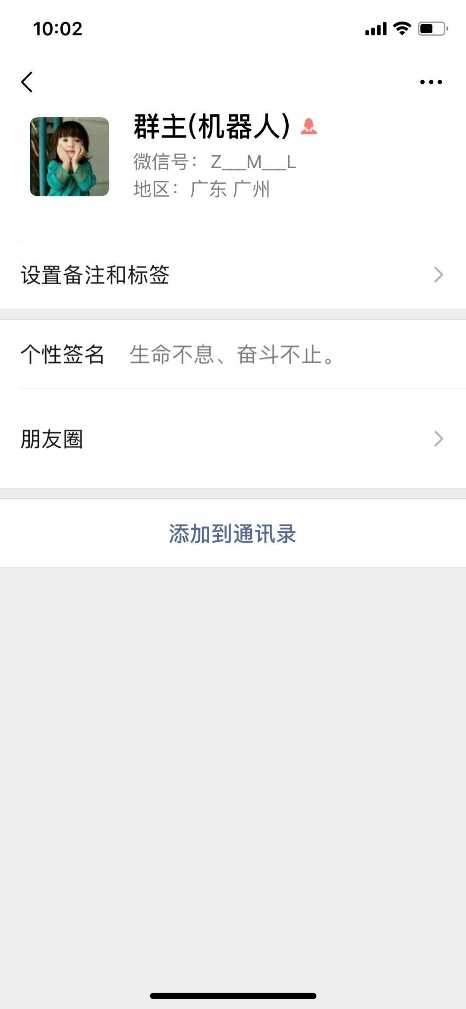 10:02
群主(机器人)
微信号：Z___M___L
地区：广东 广州
设置备注和标签
个性签名 生命不息、奋斗不止。
朋友圈
添加到通讯录